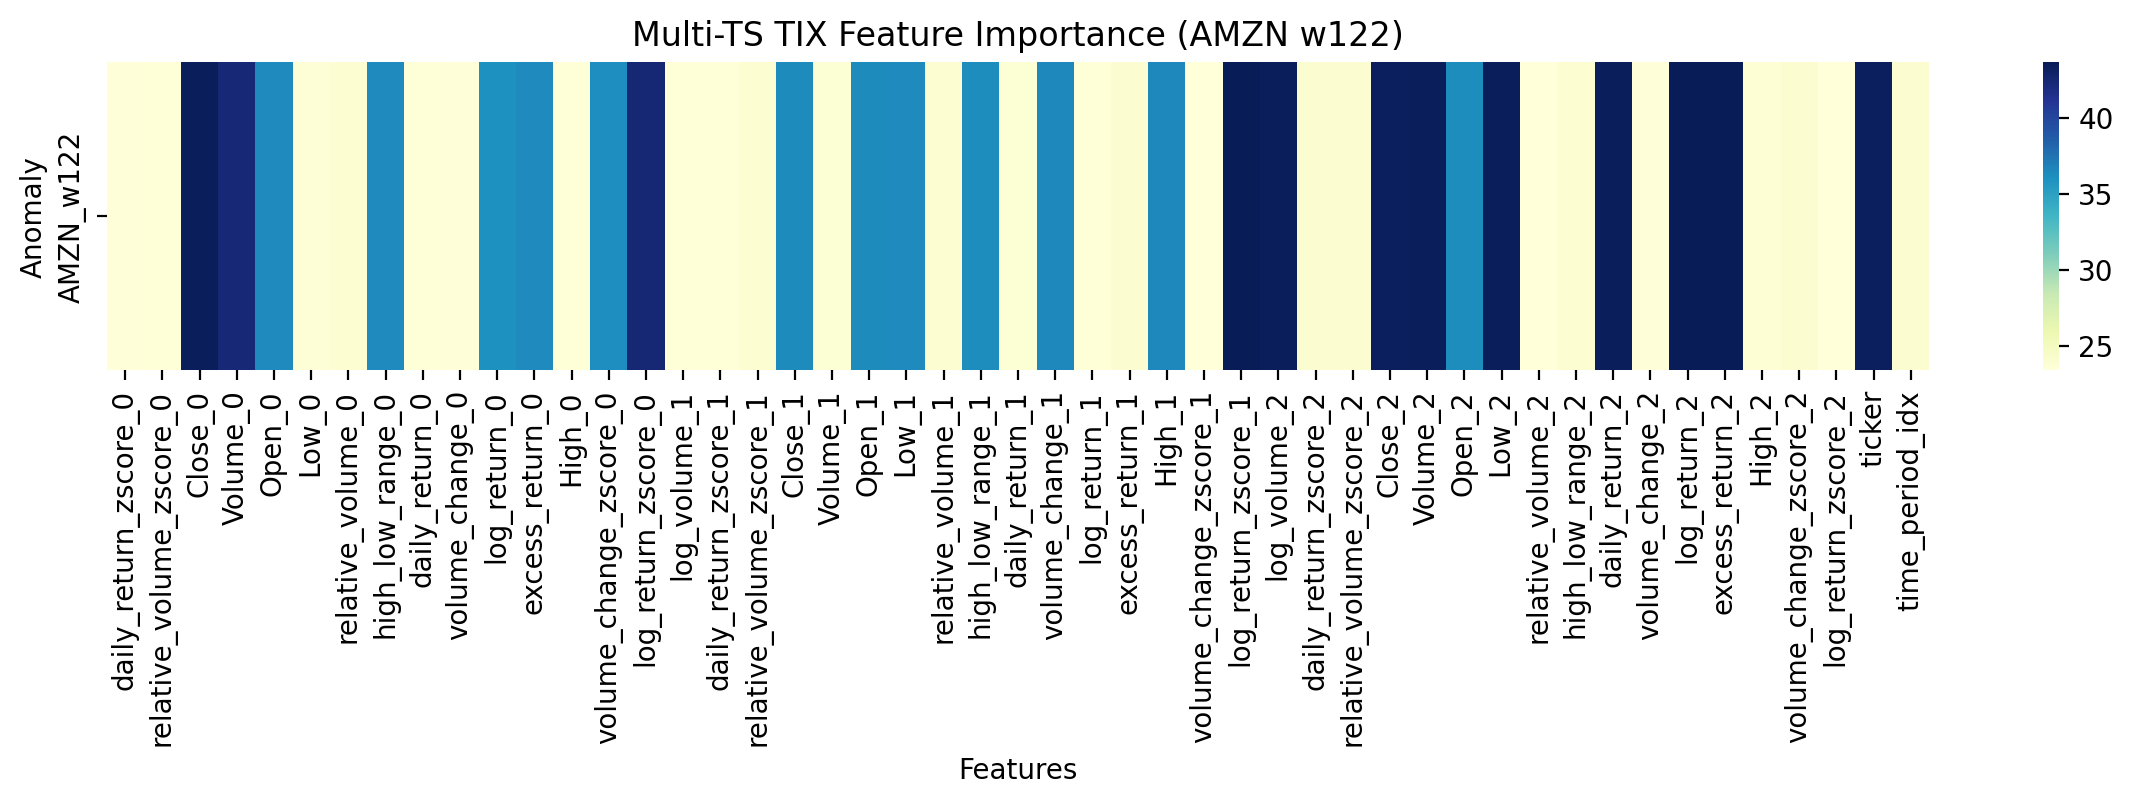 Multi-TS TIX Feature Importance (AMZN w122)
Anomaly
AMZN_w122
40
35
30
25
daily_return_zscore_0
relative_volume_zscore_0
Close_0
Volume_0
Open_0
Low_0
relative_volume_0
high_low_range_0
daily_return_0
volume_change_0
log_return_0
excess_return_0
High_0
volume_change_zscore_0
log_return_zscore_0
log_volume_1
daily_return_zscore_1
relative_volume_zscore_1
Close_1
Volume_1
Open_1
Low_1
relative_volume_1
high_low_range_1
daily_return_1
volume_change_1
log_return_1
excess_return_1
High_1
volume_change_zscore_1
log_return_zscore_1
log_volume_2
daily_return_zscore_2
relative_volume_zscore_2
Close_2
Volume_2
Open_2
Low_2
relative_volume_2
high_low_range_2
daily_return_2
volume_change_2
log_return_2
excess_return_2
High_2
volume_change_zscore_2
log_return_zscore_2
ticker
time_period_idx
Features